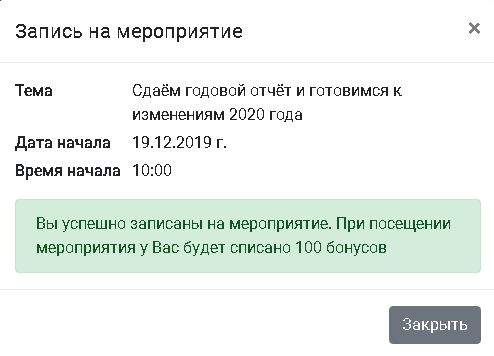 Запись на мероприятие
×
Тема Сдаём годовой отчёт и готовимся к
изменениям 2020 года
Дата начала 19.12.2019 г.
Время начала 10:00
Вы успешно записаны на мероприятие. При посещении
мероприятия у Вас будет списано 100 бонусов
Закрыть